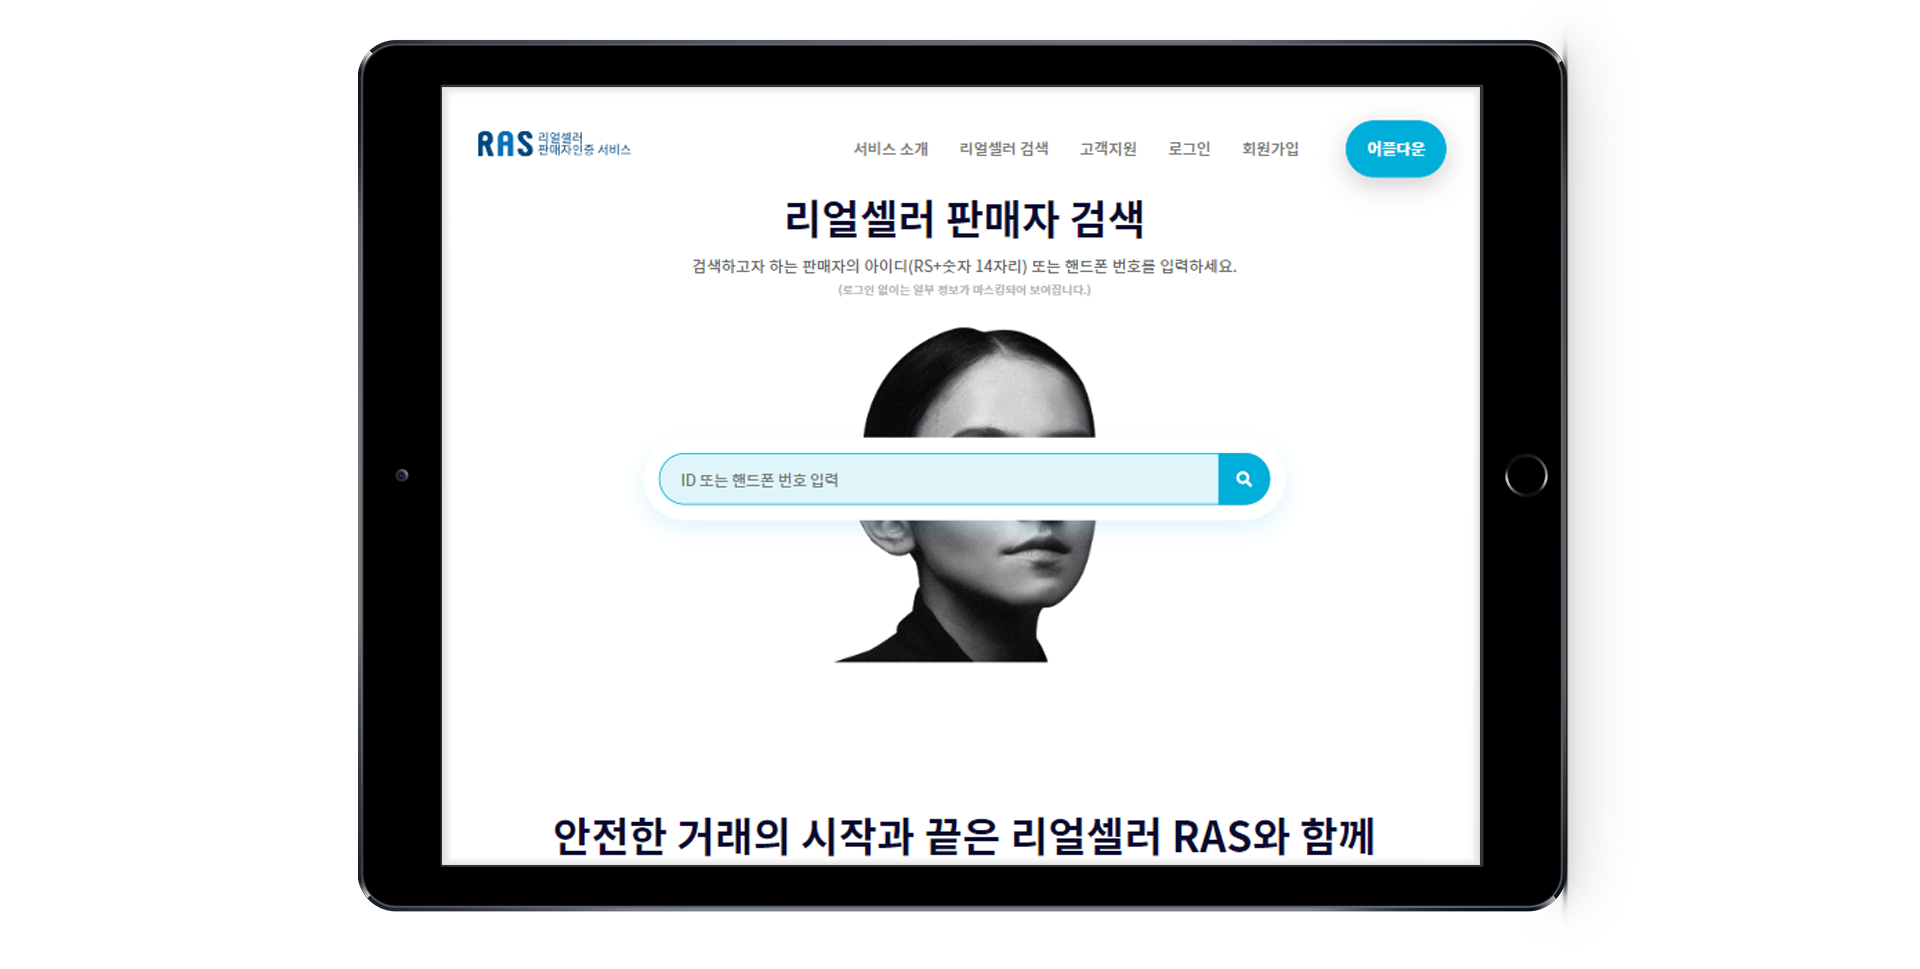 RAS 리얼셀러
판매자인증 서비스
서비스 소개 리얼셀러 검색 고객지원 로그인 회원가입 어플다운
리얼셀러 판매자 검색
검색하고자 하는 판매자의 아이디(RS+숫자 14자리) 또는 핸드폰 번호를 입력하세요.
(로그인 없이는 일부 정보가 마스킹되어 보여집니다.)
ID 또는 핸드폰 번호 입력
안전한 거래의 시작과 끝은 리얼셀러 RAS와 함께